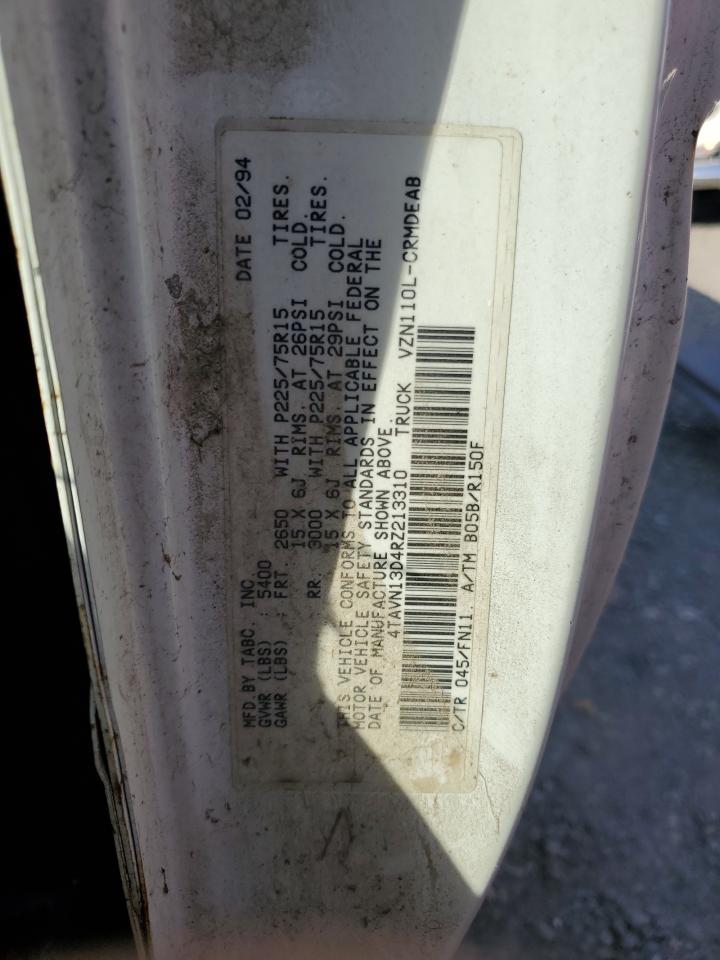 MFD BY TABC, INC. DATE 02/94
GVWR (LBS) : 5400
GAWR (LBS) : FRT. 2650 WITH P225/75R15 TIRES.
15 X 6J RIMS. AT 26PSI COLD.
RR. 3000 WITH P225/75R15 TIRES.
15 X 6J RIMS. AT 29PSI COLD.
THIS VEHICLE CONFORMS TO ALL APPLICABLE FEDERAL
MOTOR VEHICLE SAFETY STANDARDS IN EFFECT ON THE
DATE OF MANUFACTURE SHOWN ABOVE.
4TAVN13D4RZ213310 TRUCK VZN110L-CRMDEAB
C/TR 045/FN11 A/TM B05B/R150F